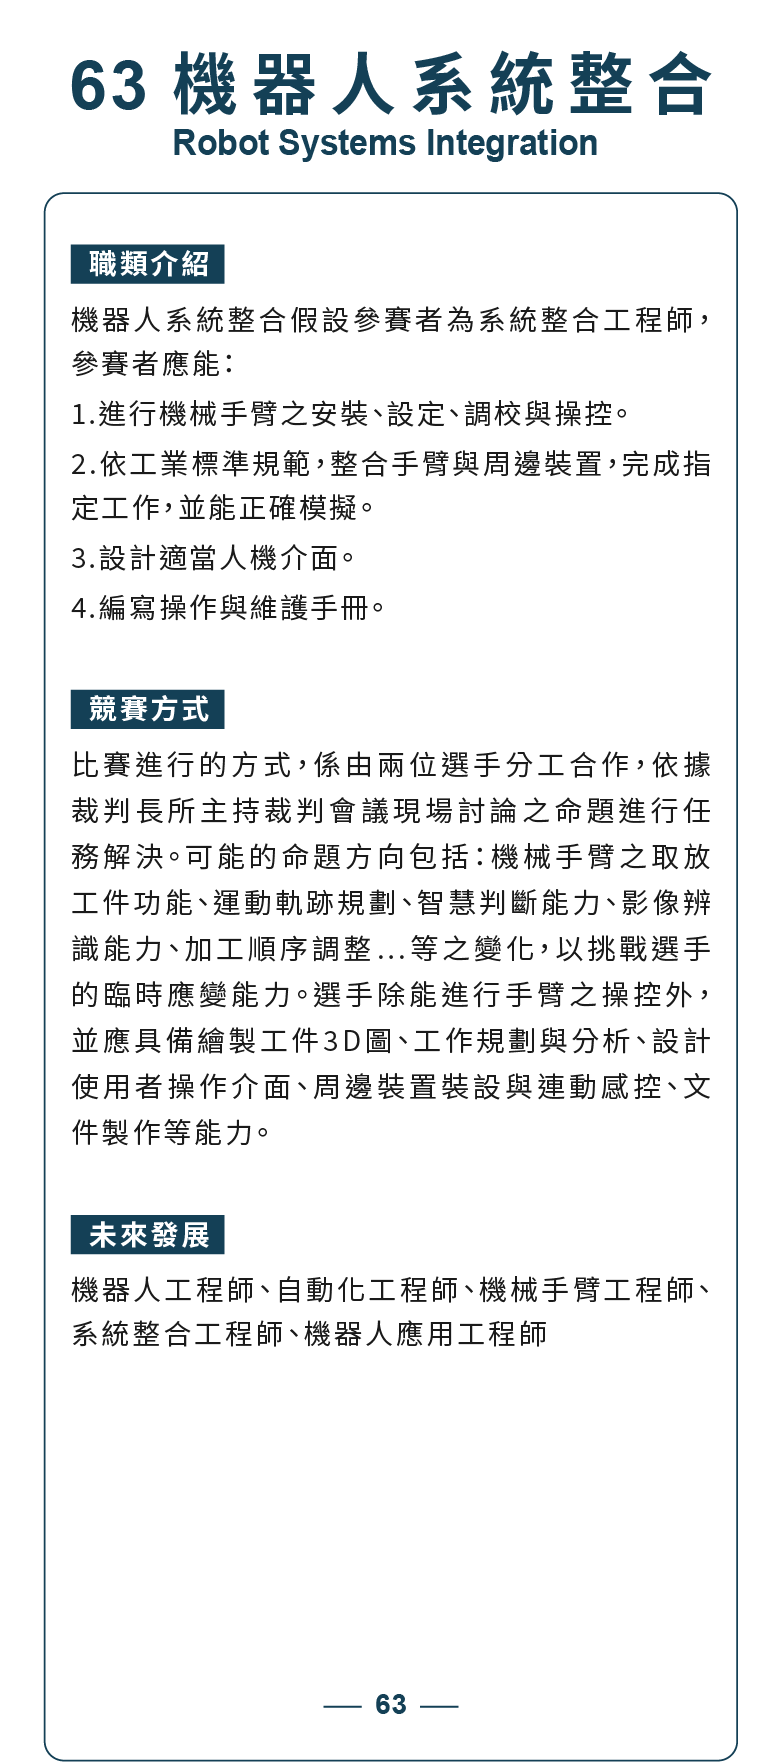 63 機器人系統整合
Robot Systems Integration
職類介紹
機器人系統整合假設參賽者為系統整合工程師，
參賽者應能：
1.進行機械手臂之安裝、設定、調校與操控。
2.依工業標準規範，整合手臂與周邊裝置，完成指
定工作，並能正確模擬。
3.設計適當人機介面。
4.編寫操作與維護手冊。
競賽方式
比賽進行的方式，係由兩位選手分工合作，依據
裁判長所主持裁判會議現場討論之命題進行任
務解決。可能的命題方向包括：機械手臂之取放
工件功能、運動軌跡規劃、智慧判斷能力、影像辨
識能力、加工順序調整...等之變化，以挑戰選手
的臨時應變能力。選手除能進行手臂之操控外，
並應具備繪製工件3D圖、工作規劃與分析、設計
使用者操作介面、周邊裝置裝設與連動感控、文
件製作等能力。
未來發展
機器人工程師、自動化工程師、機械手臂工程師、
系統整合工程師、機器人應用工程師
63